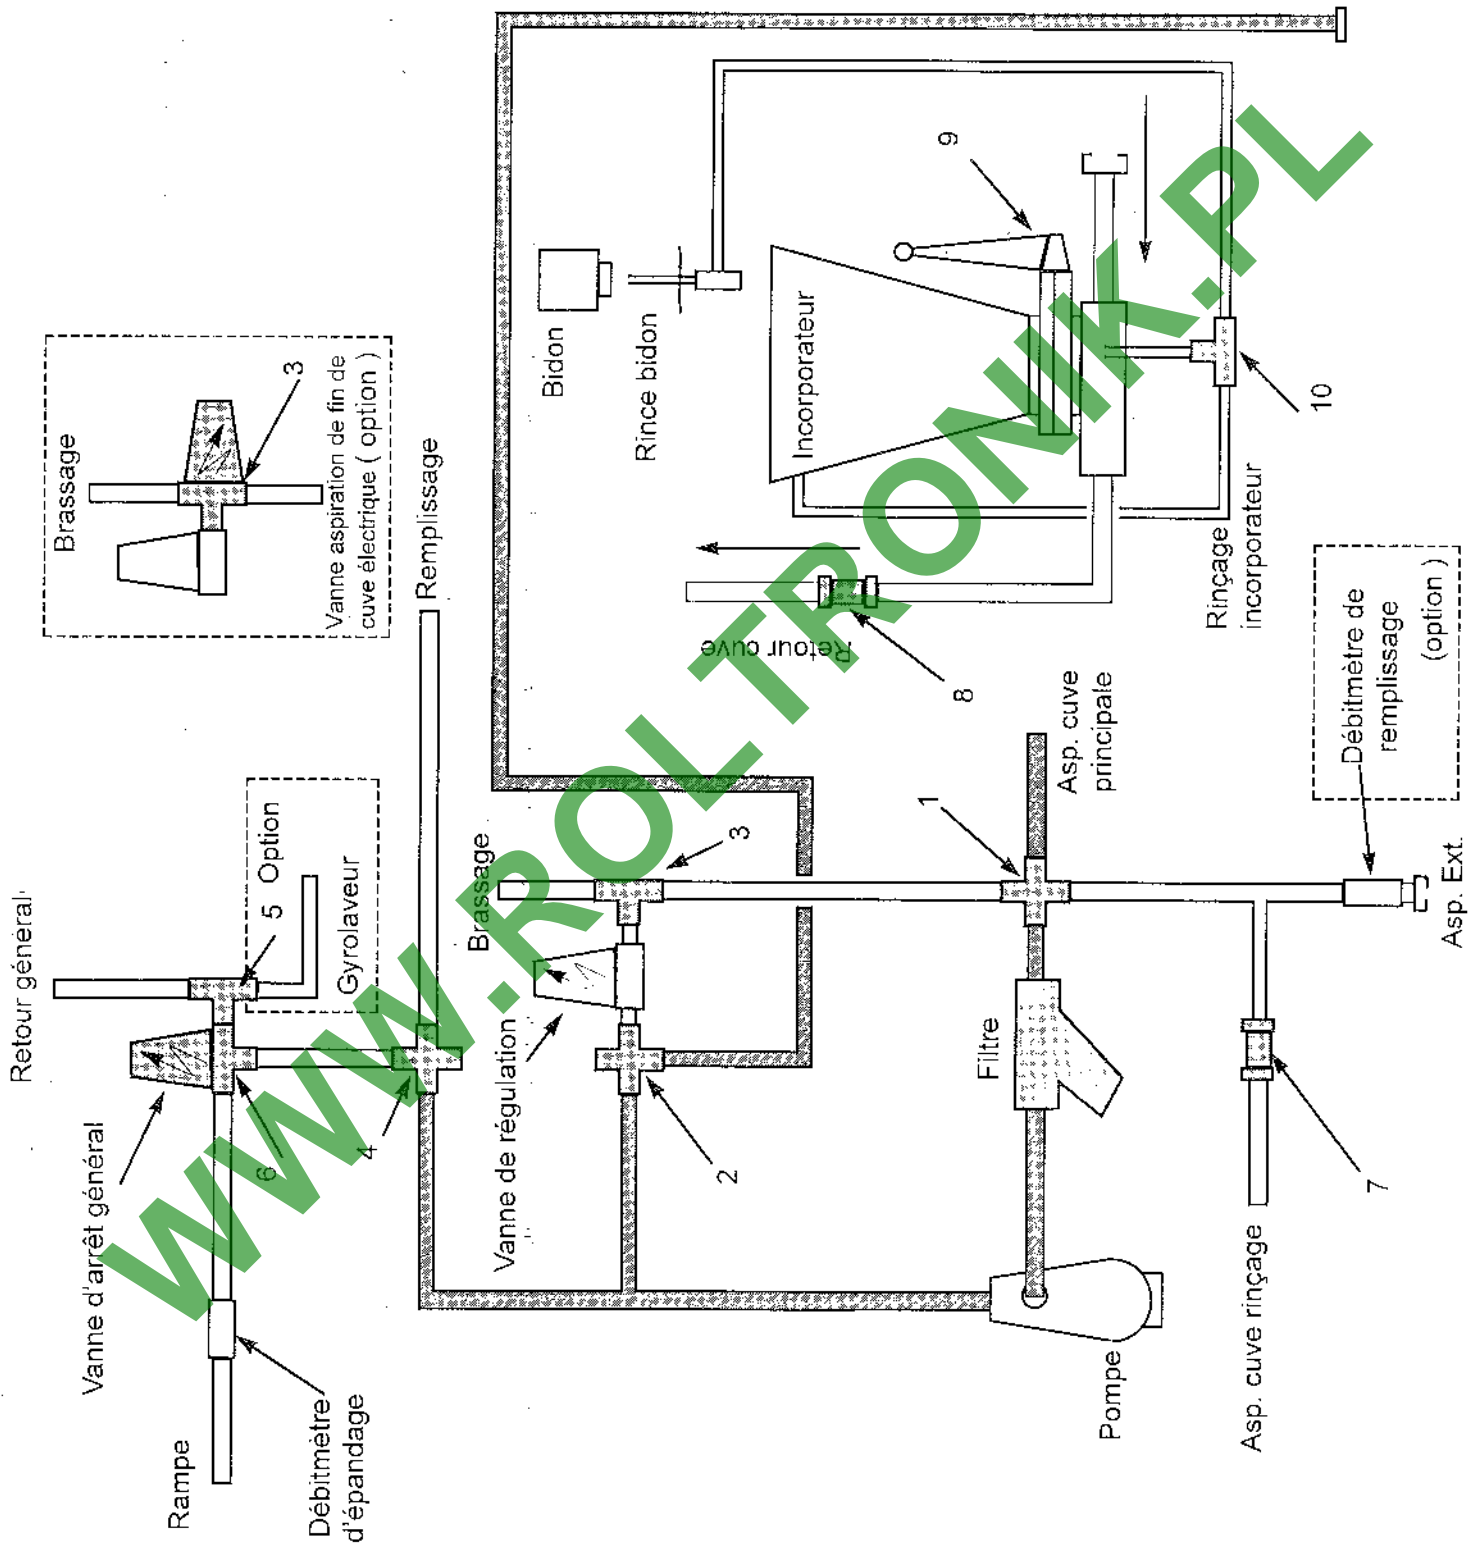 Retour général
Vanne d'arrêt général
Rampe
Débitmètre
d'épandage
6
5 Option
Gyrolaveur
4
Remplissage
Brassage
3
Vanne aspiration de fin de
cuve électrique ( option )
Brassage
3
Vanne de régulation
2
1
Filtre
Pompe
Asp. cuve
principale
Asp. cuve rinçage
7
Asp. Ext.
Débitmètre de
remplissage
(option )
Bidon
Rince bidon
Incorporateur
9
10
Rinçage
incorporateur
Retour cuve
8
WWW.ROLTRONIK.PL